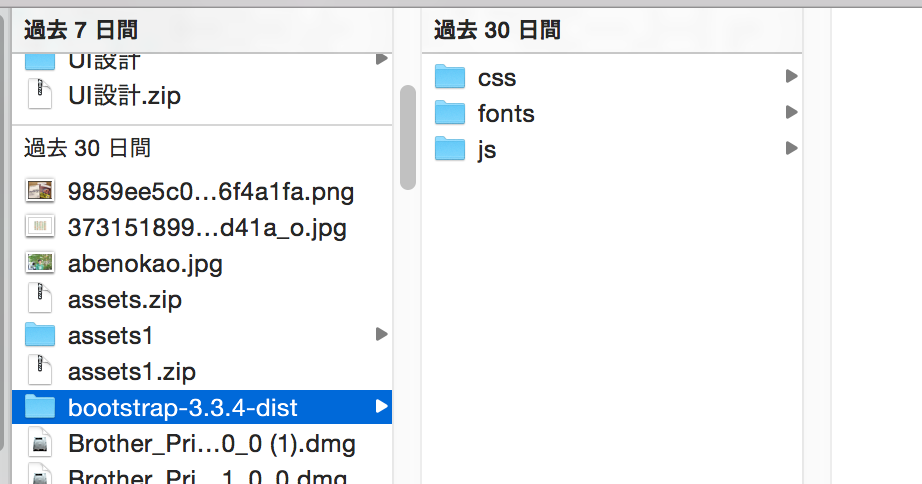 過去 7 日間
UI設計
UI設計.zip
過去 30 日間
9859ee5c0...6f4a1fa.png
373151899...d41a_o.jpg
abenokao.jpg
assets.zip
assets1
assets1.zip
bootstrap-3.3.4-dist
Brother_Pri...0_0 (1).dmg
Brother_Pri...1_0_0.dmg
過去 30 日間
css
fonts
js